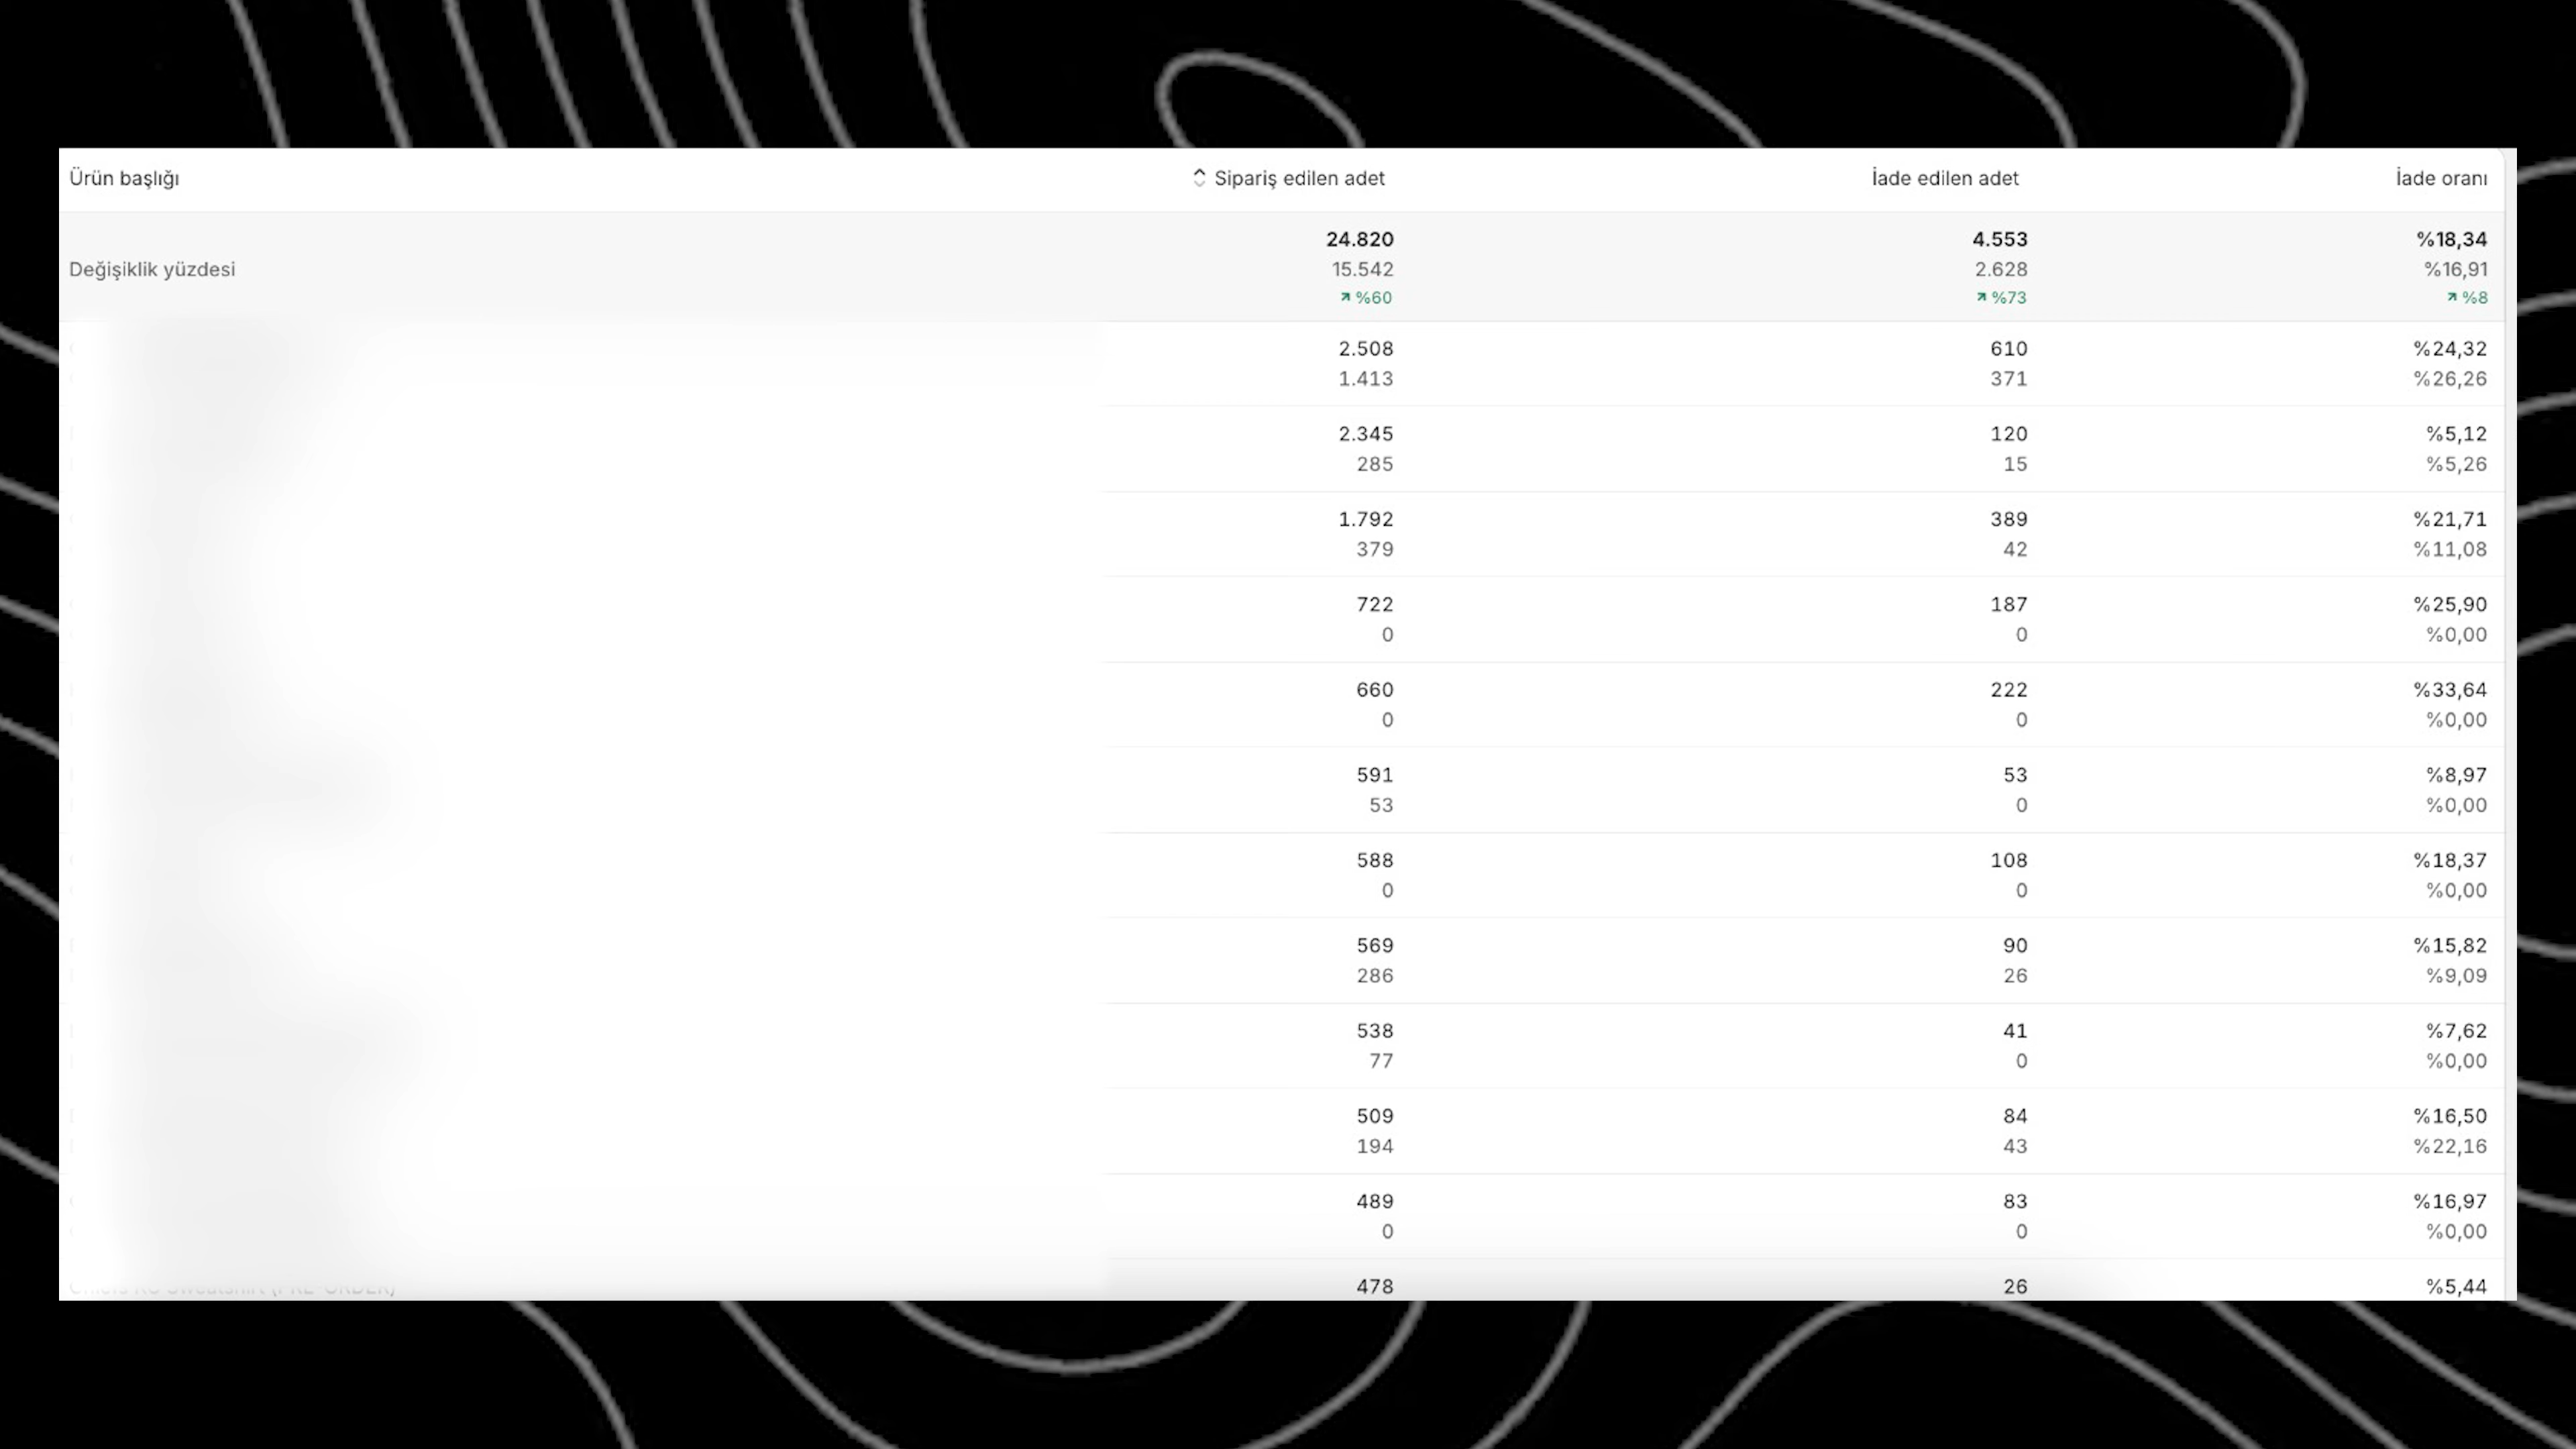 Ürün başlığı Sipariş edilen adet İade edilen adet İade oranı
24.820 4.553 %18,34
Değişiklik yüzdesi 15.542 2.628 %16,91
%60 %73 %8
2.508 610 %24,32
1.413 371 %26,26
2.345 120 %5,12
285 15 %5,26
1.792 389 %21,71
379 42 %11,08
722 187 %25,90
0 0 %0,00
660 222 %33,64
0 0 %0,00
591 53 %8,97
53 0 %0,00
588 108 %18,37
0 0 %0,00
569 90 %15,82
286 26 %9,09
538 41 %7,62
77 0 %0,00
509 84 %16,50
194 43 %22,16
489 83 %16,97
0 0 %0,00
478 26 %5,44